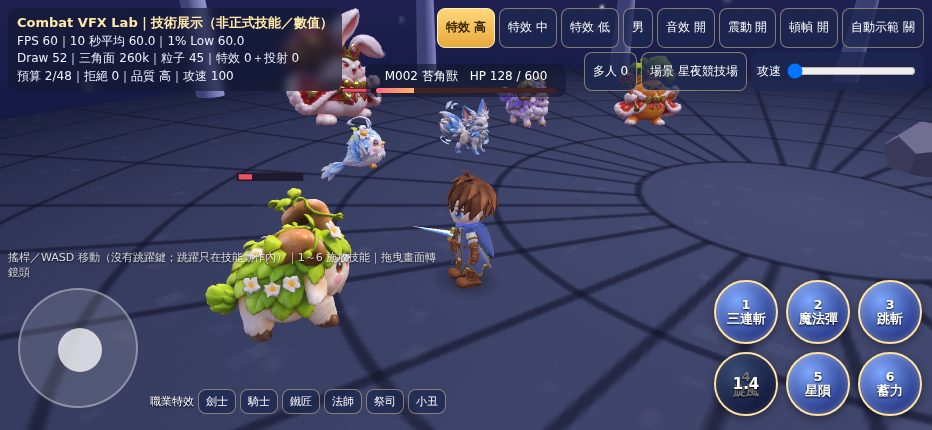 Combat VFX Lab｜技術展示（非正式技能／數值）
FPS 60｜10 秒平均 60.0｜1% Low 60.0
Draw 52｜三角面 260k｜粒子 45｜特效 0＋投射 0
預算 2/48｜拒絕 0｜品質 高｜攻速 100
特效 高
特效 中
特效 低
男
音效 開
震動 開
頓幀 開
自動示範 關
M002 苔角獸 HP 128 / 600
多人 0
場景 星夜競技場
攻速
搖桿／WASD 移動（沒有跳躍鍵；跳躍只在技能動作內）｜1～6 施放技能｜拖曳畫面轉
鏡頭
1
三連斬
2
魔法彈
3
跳斬
4
1.4
旋風
5
星隕
6
蓄力
職業特效
劍士
騎士
鐵匠
法師
祭司
小丑